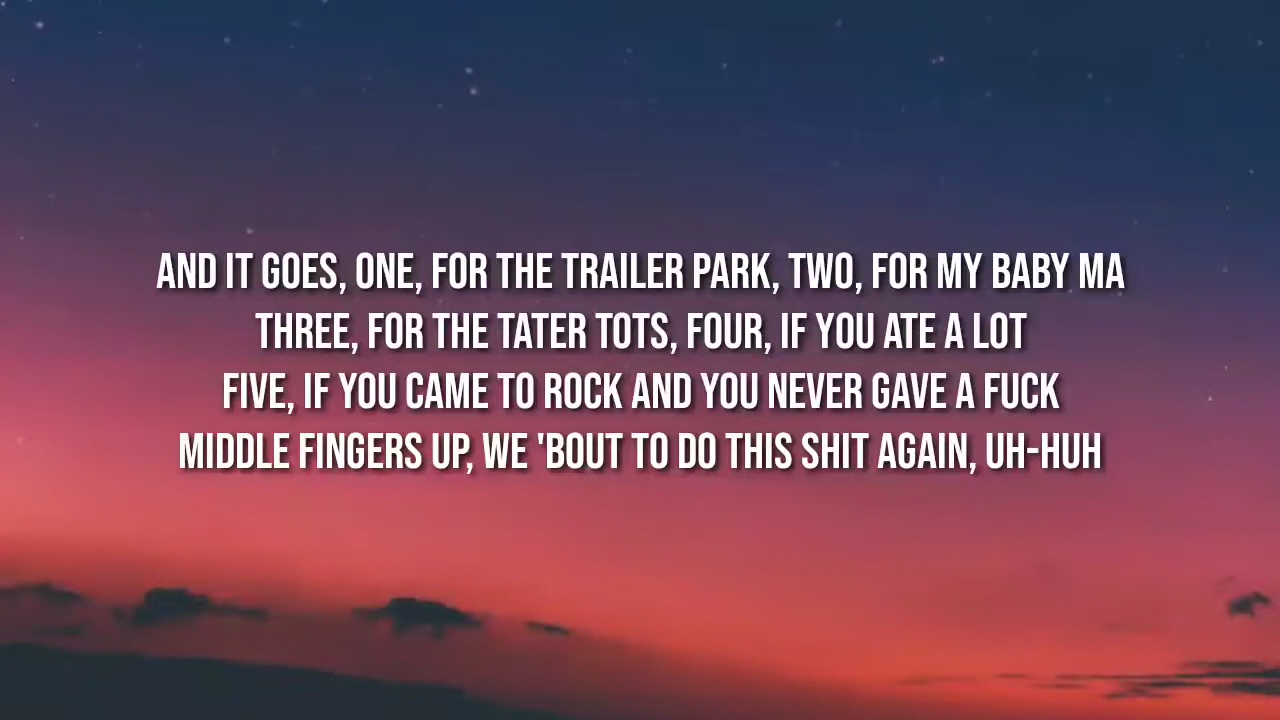 AND IT GOES, ONE, FOR THE TRAILER PARK, TWO, FOR MY BABY MA
THREE, FOR THE TATER TOTS, FOUR, IF YOU ATE A LOT
FIVE, IF YOU CAME TO ROCK AND YOU NEVER GAVE A FUCK
MIDDLE FINGERS UP, WE 'BOUT TO DO THIS SHIT AGAIN, UH-HUH